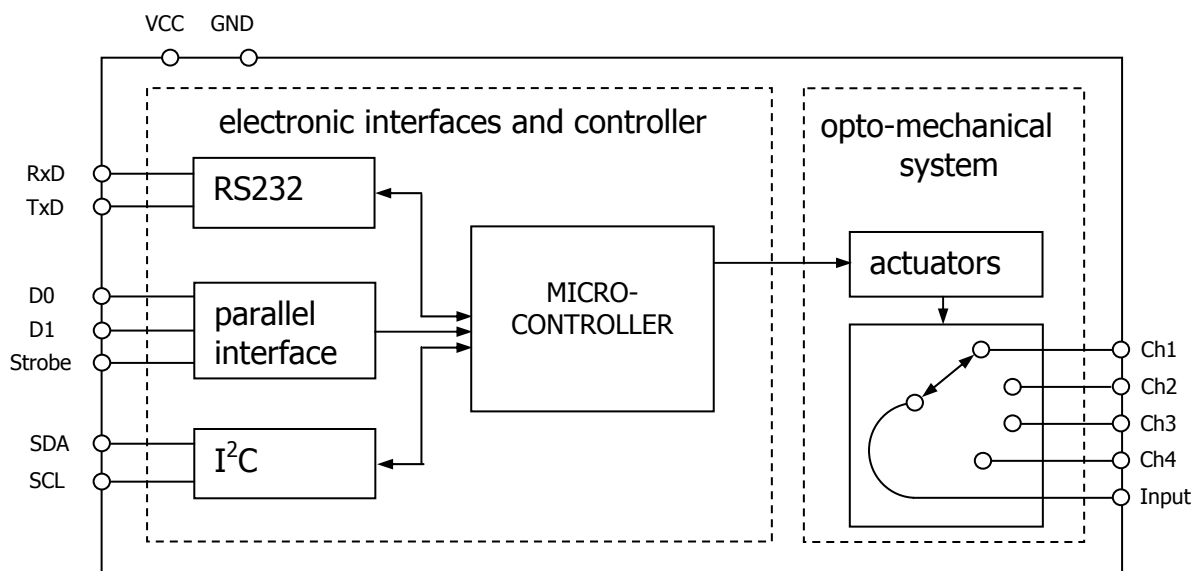 VCC GND
electronic interfaces and controller
opto-mechanical
system
RxD
TxD
RS232
D0
D1
Strobe
parallel
interface
SDA
SCL
I²C
MICRO-
CONTROLLER
actuators
Ch1
Ch2
Ch3
Ch4
Input